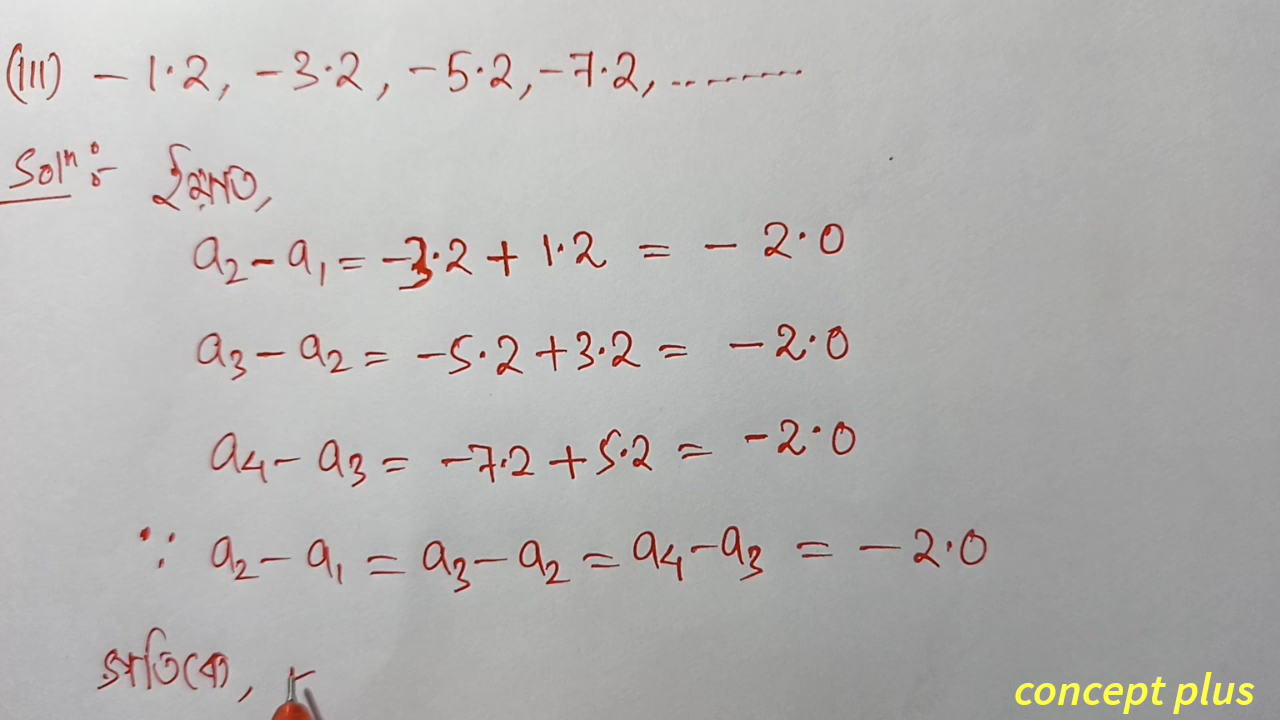 (III) - 1.2, -3.2, -5.2, -7.2, ..........
Solⁿ :- ইয়াত,
a₂ - a₁ = -3.2 + 1.2 = - 2.0
a₃ - a₂ = -5.2 + 3.2 = - 2.0
a₄ - a₃ = -7.2 + 5.2 = -2.0
∵ a₂ - a₁ = a₃ - a₂ = a₄ - a₃ = - 2.0
concept plus